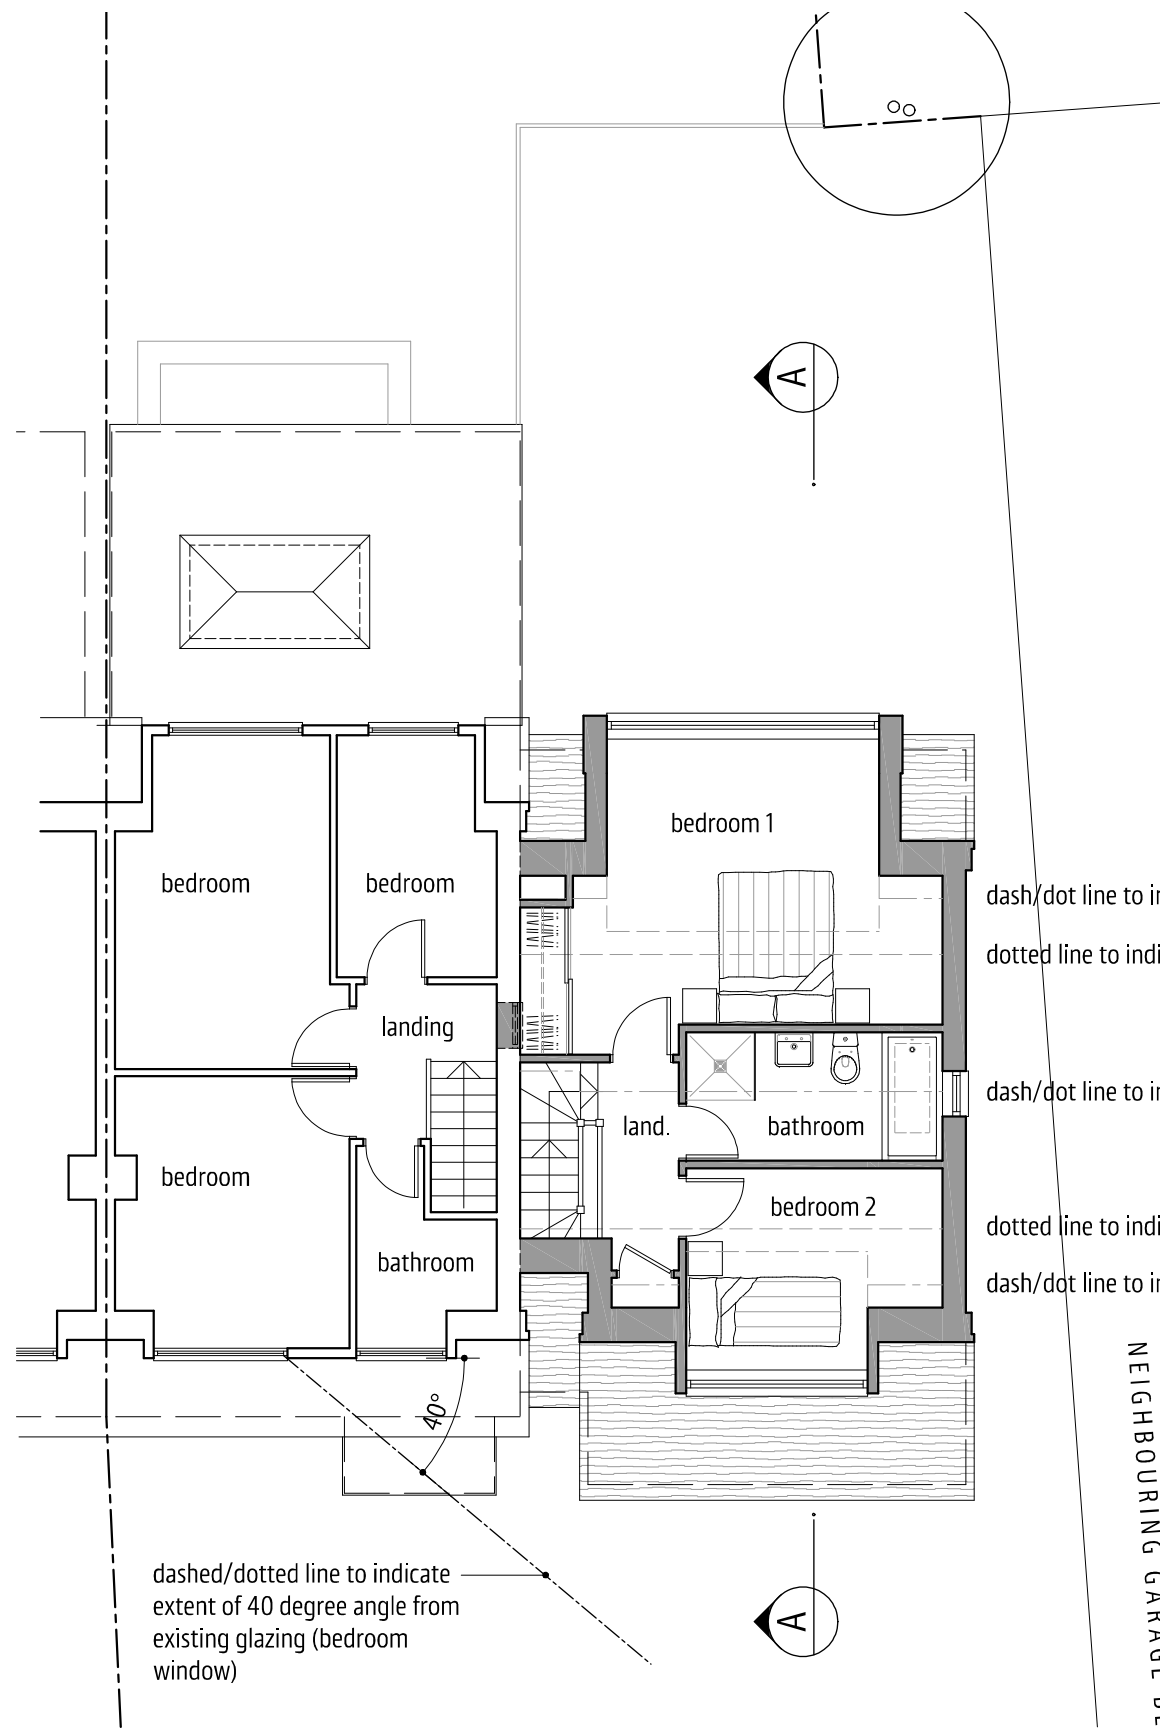 A
bedroom 1
bedroom
bedroom
dash/dot line to
dotted line to
landing
land.
bathroom
dash/dot line to
bedroom
bedroom 2
dotted line to
bathroom
dash/dot line to
40°
NEIGHBOURING GARAGE
dashed/dotted line to indicate
extent of 40 degree angle from
existing glazing (bedroom
window)
A